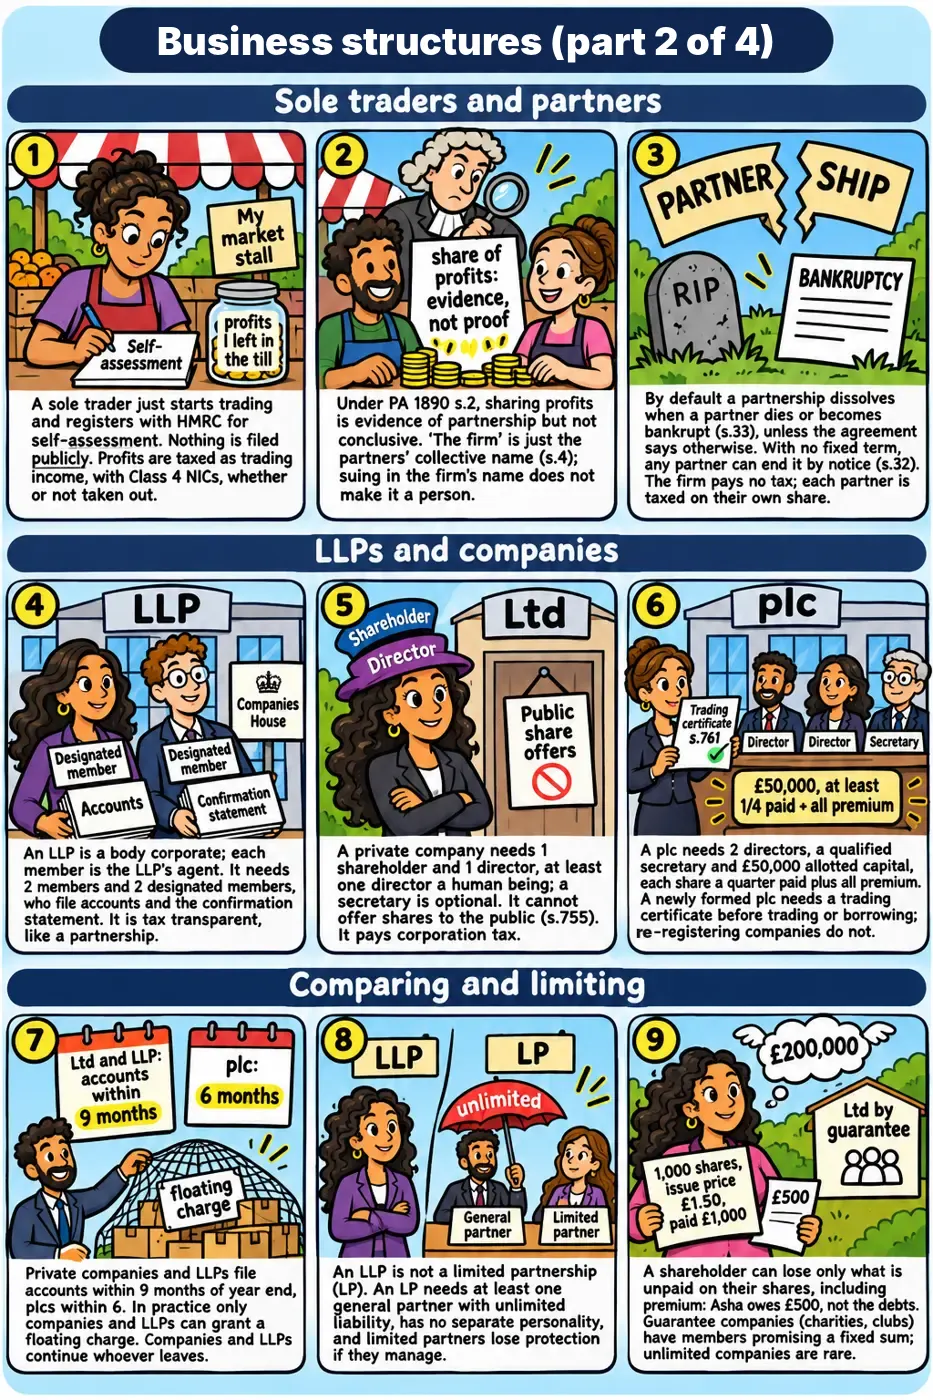 Business structures (part 2 of 4)
Sole traders and partners
1
My
market
stall
profits
I left in
the till
Self-
assessment
A sole trader just starts trading
and registers with HMRC for
self-assessment. Nothing is filed
publicly. Profits are taxed as trading
income, with Class 4 NICs, whether
or not taken out.
2
share of
profits:
evidence,
not proof
Under PA 1890 s.2, sharing profits
is evidence of partnership but not
conclusive. 'The firm' is just the
partners' collective name (s.4);
suing in the firm's name does not
make it a person.
3
PARTNER SHIP
RIP
BANKRUPTCY
By default a partnership dissolves
when a partner dies or becomes
bankrupt (s.33), unless the agreement
says otherwise. With no fixed term,
any partner can end it by notice (s.32).
The firm pays no tax; each partner is
taxed on their own share.
LLPs and companies
4
LLP
Companies
House
Designated
member
Designated
member
Accounts
Confirmation
statement
An LLP is a body corporate; each
member is the LLP's agent. It needs
2 members and 2 designated members,
who file accounts and the confirmation
statement. It is tax transparent,
like a partnership.
5
Shareholder
Director
Ltd
Public
share
offers
A private company needs 1
shareholder and 1 director, at least
one director a human being; a
secretary is optional. It cannot
offer shares to the public (s.755).
It pays corporation tax.
6
plc
Trading
certificate
s.761
Director
Director
Secretary
£50,000, at least
1/4 paid + all premium
A plc needs 2 directors, a qualified
secretary and £50,000 allotted capital,
each share a quarter paid plus all premium.
A newly formed plc needs a trading
certificate before trading or borrowing;
re-registering companies do not.
Comparing and limiting
7
Ltd and LLP:
accounts
within
9 months
plc:
6 months
floating
charge
Private companies and LLPs file
accounts within 9 months of year end,
plcs within 6. In practice only
companies and LLPs can grant a
floating charge. Companies and LLPs
continue whoever leaves.
8
LLP
LP
unlimited
General
partner
Limited
partner
An LLP is not a limited partnership
(LP). An LP needs at least one
general partner with unlimited
liability, has no separate personality,
and limited partners lose protection
if they manage.
9
£200,000
Ltd by
guarantee
1,000 shares,
issue price
£1.50,
paid £1,000
£500
A shareholder can lose only what is
unpaid on their shares, including
premium: Asha owes £500, not the debts.
Guarantee companies (charities, clubs)
have members promising a fixed sum;
unlimited companies are rare.